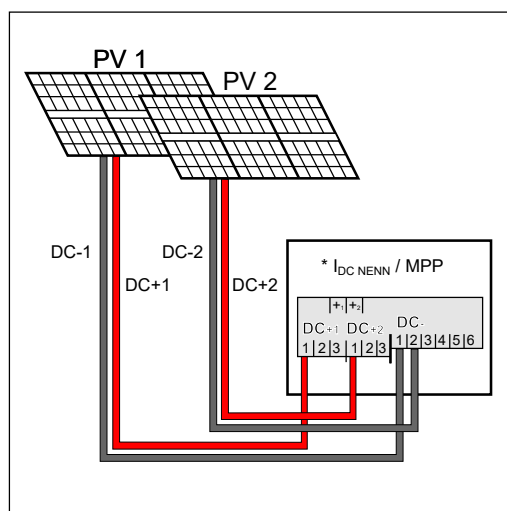 PV 1
PV 2
DC-1
DC+1
DC-2
DC+2
* I DC NENN / MPP
+1 +2
DC+1 DC+2 DC-
1 2 3 1 2 3 1 2 3 4 5 6